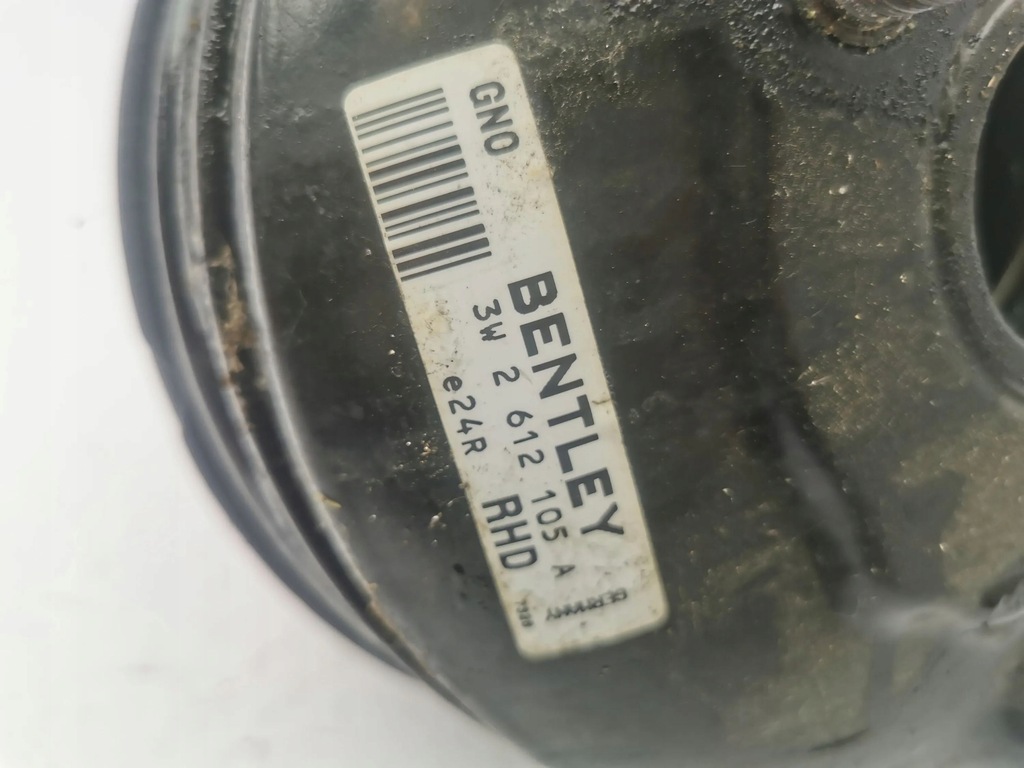 GNO
BENTLEY
3W 2 612 105 A
e24R RHD
GERMANY